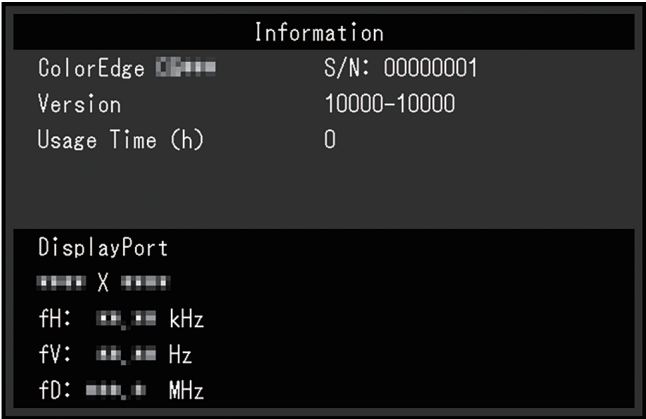 Information
ColorEdge S/N: 00000001
Version 10000-10000
Usage Time (h) 0
DisplayPort
X
fH: kHz
fV: Hz
fD: MHz